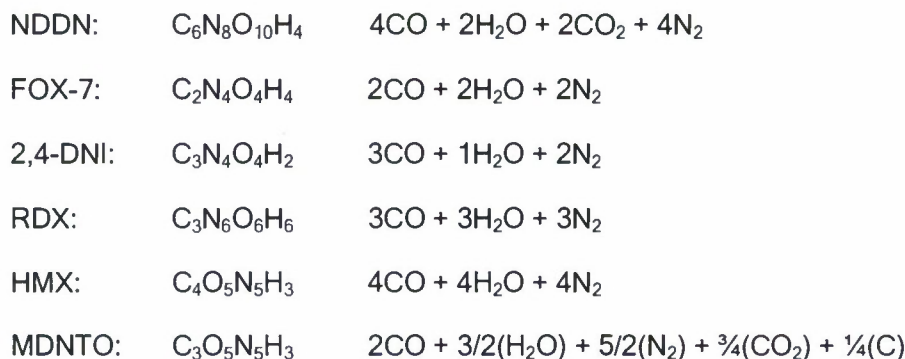 NDDN: C₆N₈O₁₀H₄ 4CO + 2H₂O + 2CO₂ + 4N₂
FOX-7: C₂N₄O₄H₄ 2CO + 2H₂O + 2N₂
2,4-DNI: C₃N₄O₄H₂ 3CO + 1H₂O + 2N₂
RDX: C₃N₆O₆H₆ 3CO + 3H₂O + 3N₂
HMX: C₄O₅N₅H₃ 4CO + 4H₂O + 4N₂
MDNTO: C₃O₅N₅H₃ 2CO + 3/2(H₂O) + 5/2(N₂) + ¾(CO₂) + ¼(C)